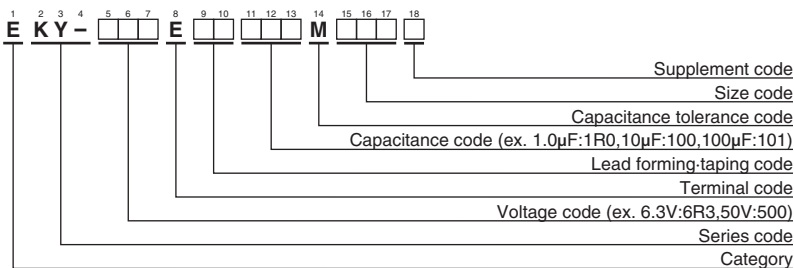 1 2 3 4 5 6 7 8 9 10 11 12 13 14 15 16 17 18
E K Y – E M
Supplement code
Size code
Capacitance tolerance code
Capacitance code (ex. 1.0µF:1R0,10µF:100,100µF:101)
Lead forming·taping code
Terminal code
Voltage code (ex. 6.3V:6R3,50V:500)
Series code
Category